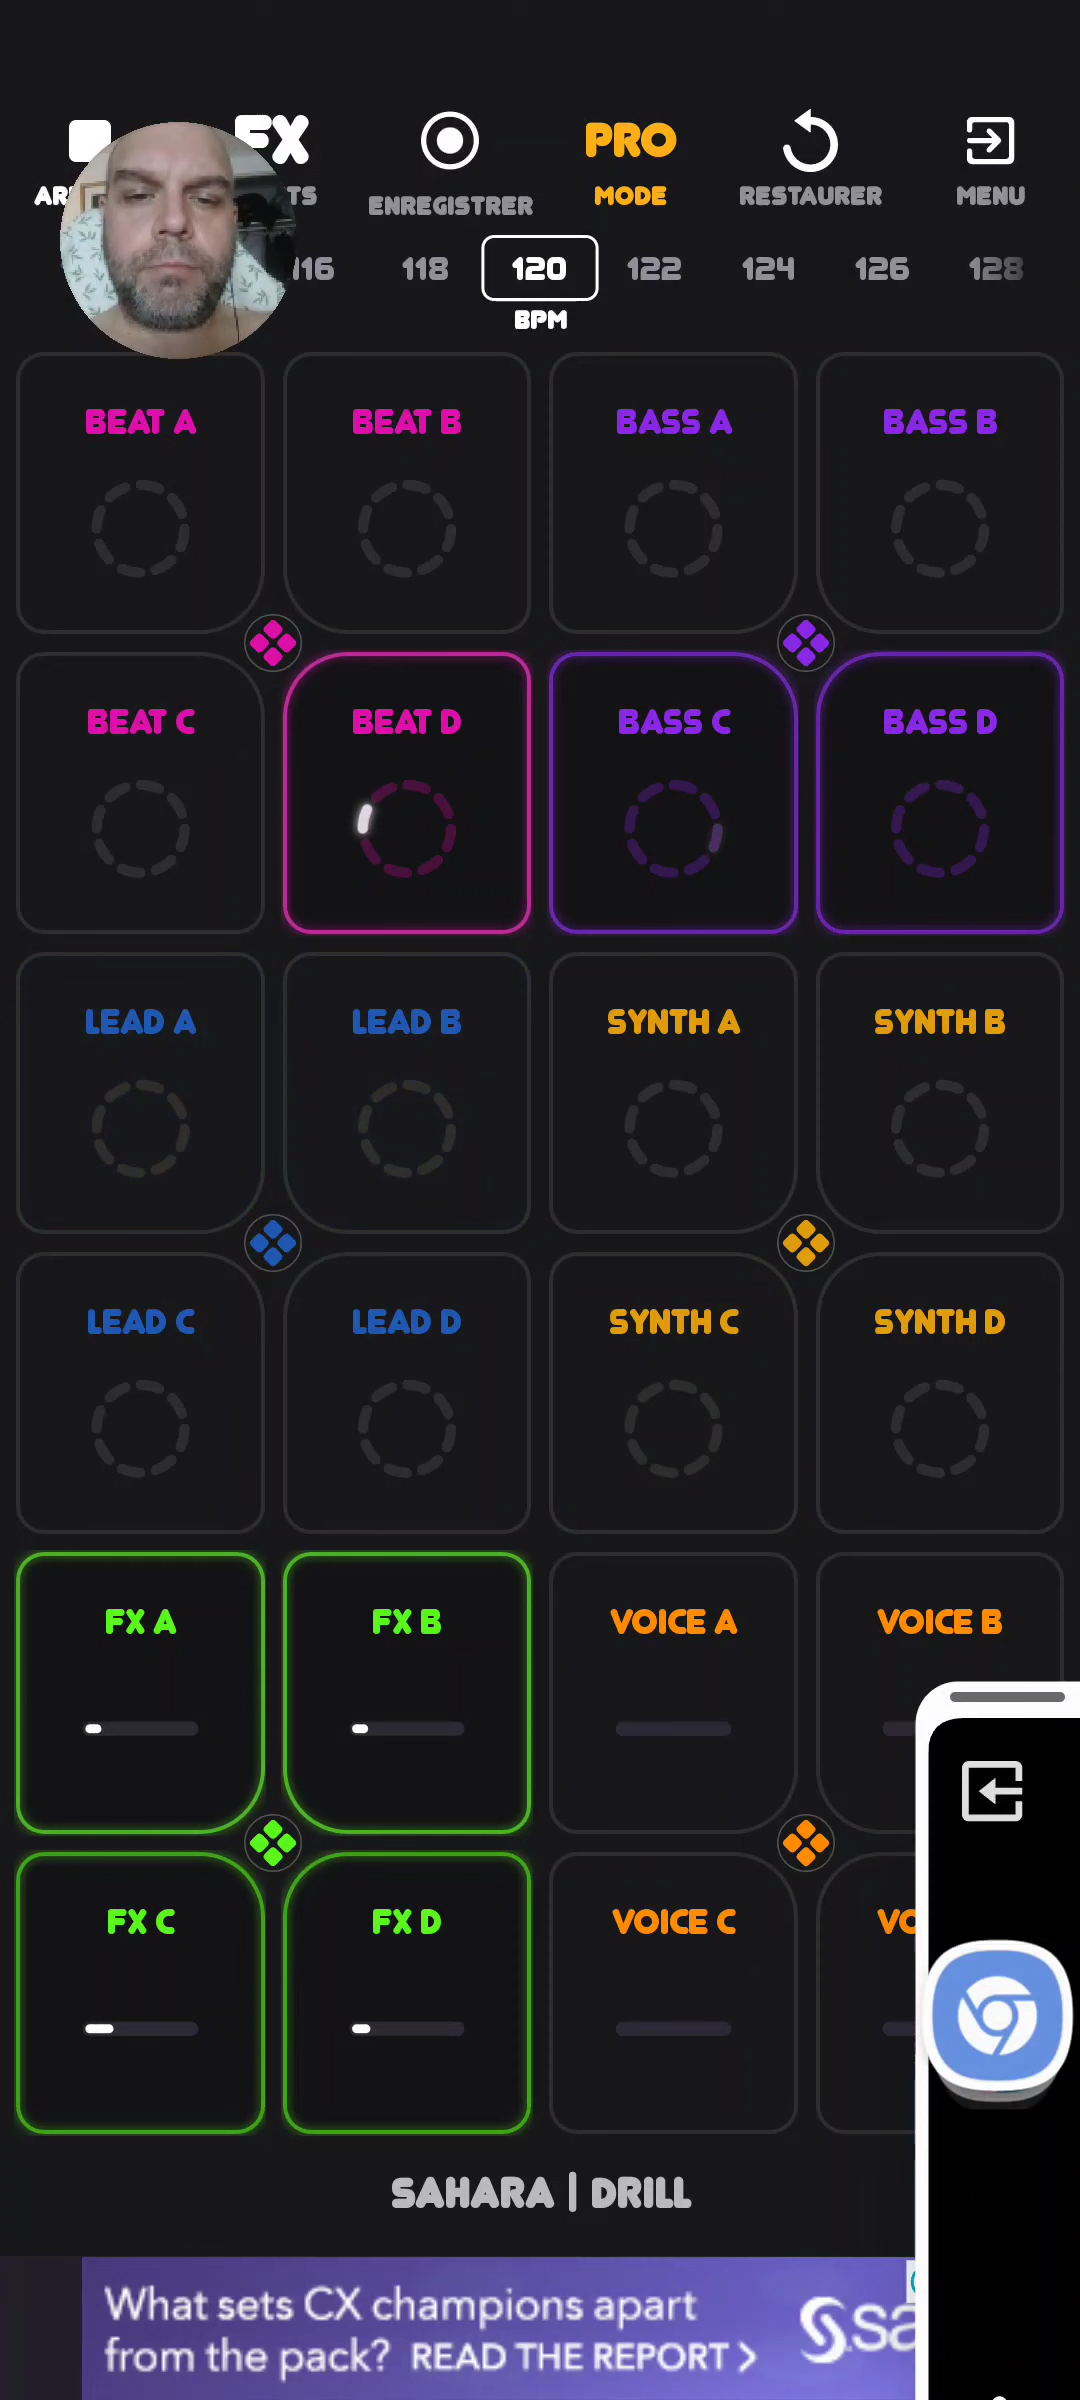 FX
PRO
ENREGISTRER
MODE
RESTAURER
MENU
116 118 120 122 124 126 128
BPM
BEAT A
BEAT B
BASS A
BASS B
BEAT C
BEAT D
BASS C
BASS D
LEAD A
LEAD B
SYNTH A
SYNTH B
LEAD C
LEAD D
SYNTH C
SYNTH D
FX A
FX B
VOICE A
VOICE B
FX C
FX D
VOICE C
SAHARA | DRILL
What sets CX champions apart
from the pack? READ THE REPORT >